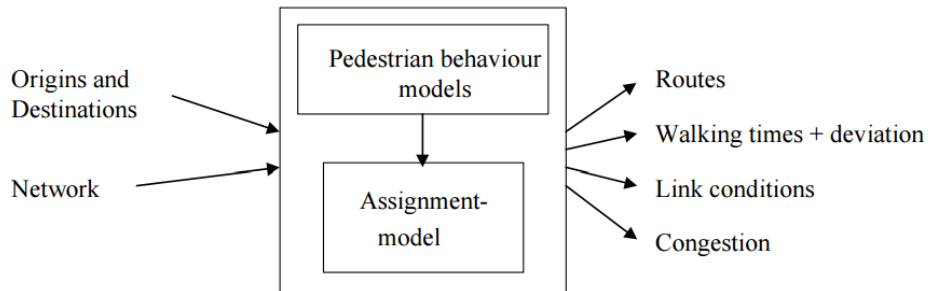 Origins and
Destinations
Network
Pedestrian behaviour
models
Assignment-
model
Routes
Walking times + deviation
Link conditions
Congestion